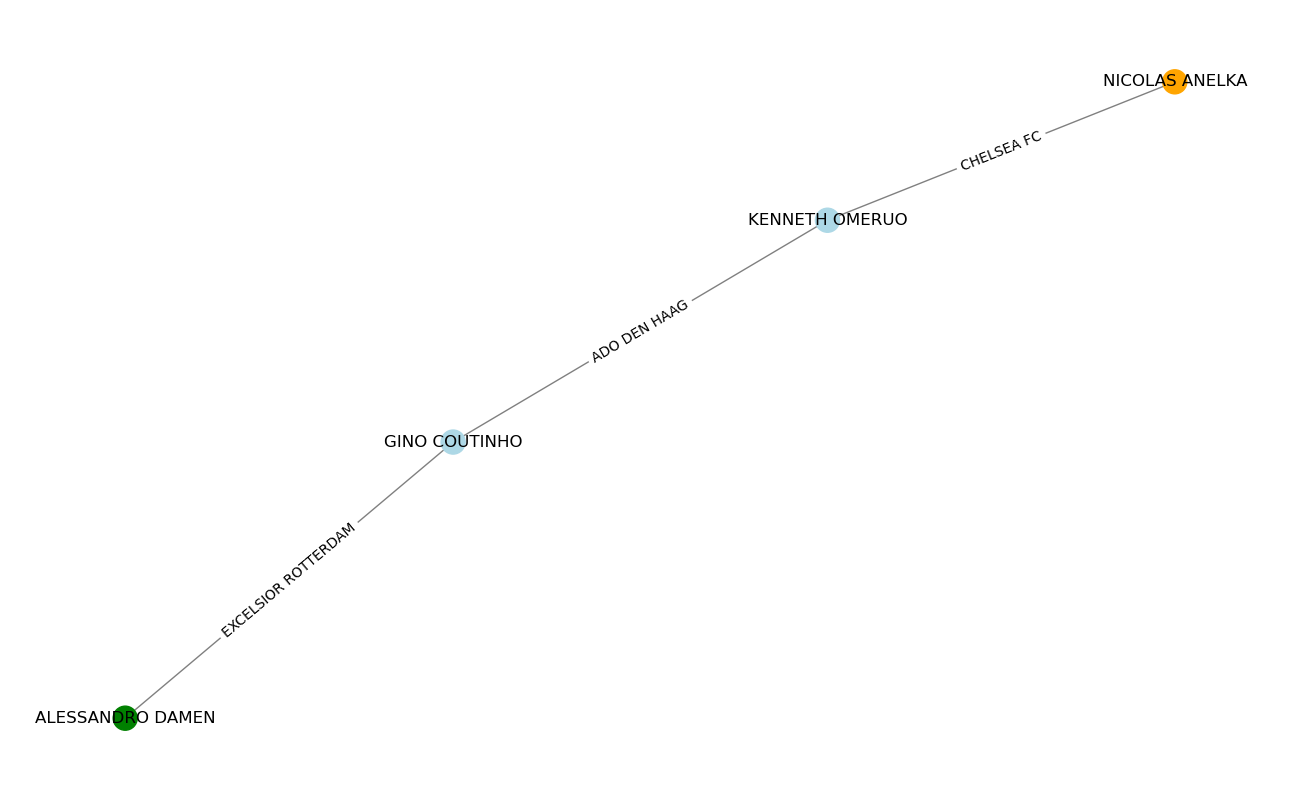 NICOLAS ANELKA
CHELSEA FC
KENNETH OMERUO
ADO DEN HAAG
GINO COUTINHO
EXCELSIOR ROTTERDAM
ALESSANDRO DAMEN